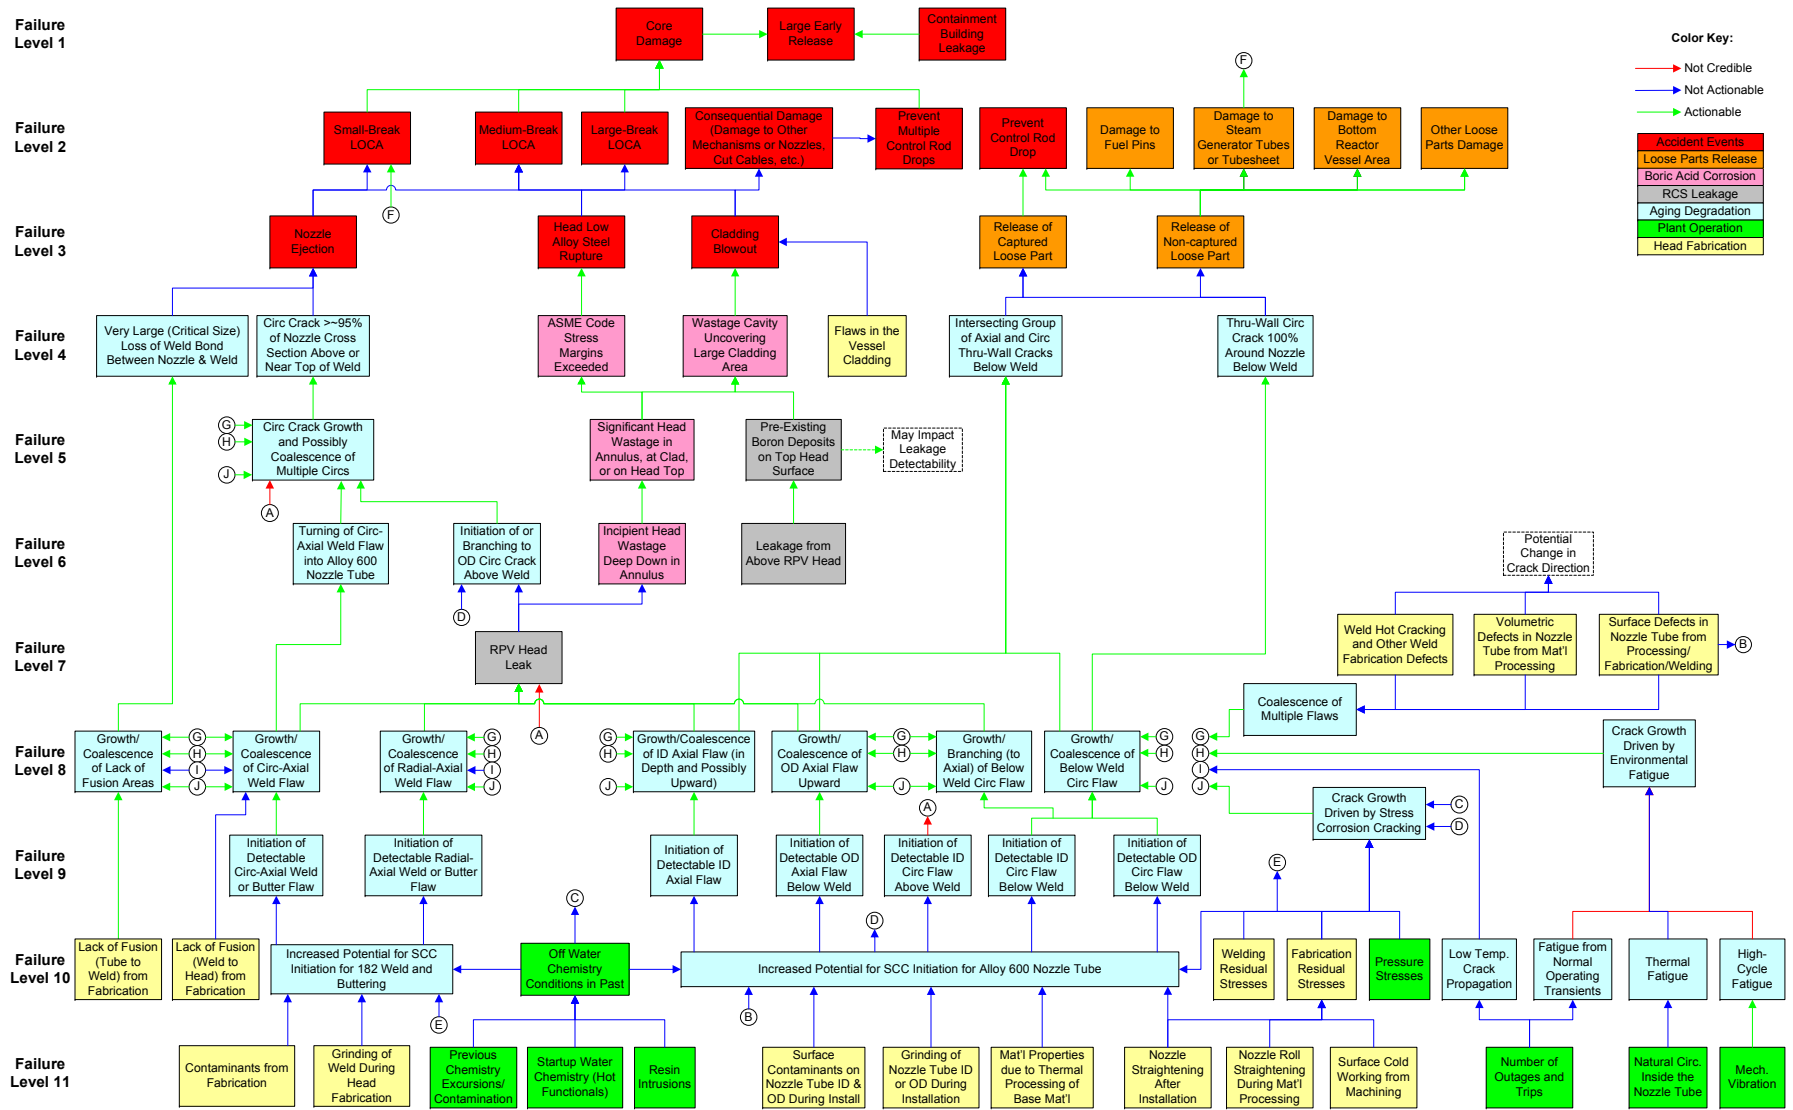 Failure
Level 1
Core
Damage
Large Early
Release
Containment
Building
Leakage
Color Key:
Not Credible
Not Actionable
Actionable
Accident Events
Loose Parts Release
Boric Acid Corrosion
RCS Leakage
Aging Degradation
Plant Operation
Head Fabrication
F
Failure
Level 2
Small-Break
LOCA
Medium-Break
LOCA
Large-Break
LOCA
Consequential Damage
(Damage to Other
Mechanisms or Nozzles,
Cut Cables, etc.)
Prevent
Multiple
Control Rod
Drops
Prevent
Control Rod
Drop
Damage to
Fuel Pins
Damage to
Steam
Generator Tubes
or Tubesheet
Damage to
Bottom
Reactor
Vessel Area
Other Loose
Parts Damage
F
Failure
Level 3
Nozzle
Ejection
Head Low
Alloy Steel
Rupture
Cladding
Blowout
Release of
Captured
Loose Part
Release of
Non-captured
Loose Part
Failure
Level 4
Very Large (Critical Size)
Loss of Weld Bond
Between Nozzle & Weld
Circ Crack >~95%
of Nozzle Cross
Section Above or
Near Top of Weld
ASME Code
Stress
Margins
Exceeded
Wastage Cavity
Uncovering
Large Cladding
Area
Flaws in the
Vessel
Cladding
Intersecting Group
of Axial and Circ
Thru-Wall Cracks
Below Weld
Thru-Wall Circ
Crack 100%
Around Nozzle
Below Weld
Failure
Level 5
G
H
J
A
Circ Crack Growth
and Possibly
Coalescence of
Multiple Circs
Significant Head
Wastage in
Annulus, at Clad,
or on Head Top
Pre-Existing
Boron Deposits
on Top Head
Surface
May Impact
Leakage
Detectability
Failure
Level 6
Turning of Circ-
Axial Weld Flaw
into Alloy 600
Nozzle Tube
Initiation of or
Branching to
OD Circ Crack
Above Weld
Incipient Head
Wastage
Deep Down in
Annulus
Leakage from
Above RPV Head
Potential
Change in
Crack Direction
D
Failure
Level 7
RPV Head
Leak
Weld Hot Cracking
and Other Weld
Fabrication Defects
Volumetric
Defects in Nozzle
Tube from Mat'l
Processing
Surface Defects in
Nozzle Tube from
Processing/
Fabrication/Welding
B
A
Coalescence of
Multiple Flaws
Failure
Level 8
Growth/
Coalescence
of Lack of
Fusion Areas
G
H
I
J
Growth/
Coalescence
of Circ-Axial
Weld Flaw
Growth/
Coalescence
of Radial-Axial
Weld Flaw
G
H
I
J
G
H
J
Growth/Coalescence
of ID Axial Flaw (in
Depth and Possibly
Upward)
Growth/
Coalescence of
OD Axial Flaw
Upward
G
H
J
Growth/
Branching (to
Axial) of Below
Weld Circ Flaw
Growth/
Coalescence of
Below Weld
Circ Flaw
G
H
J
G
H
I
J
Crack Growth
Driven by
Environmental
Fatigue
Crack Growth
Driven by Stress
Corrosion Cracking
C
D
A
Failure
Level 9
Initiation of
Detectable
Circ-Axial Weld
or Butter Flaw
Initiation of
Detectable Radial-
Axial Weld or Butter
Flaw
Initiation of
Detectable ID
Axial Flaw
Initiation of
Detectable OD
Axial Flaw
Below Weld
Initiation of
Detectable ID
Circ Flaw
Above Weld
Initiation of
Detectable ID
Circ Flaw
Below Weld
Initiation of
Detectable OD
Circ Flaw
Below Weld
E
C
D
Failure
Level 10
Lack of Fusion
(Tube to
Weld) from
Fabrication
Lack of Fusion
(Weld to
Head) from
Fabrication
Increased Potential for SCC
Initiation for 182 Weld and
Buttering
Off Water
Chemistry
Conditions in Past
Increased Potential for SCC Initiation for Alloy 600 Nozzle Tube
Welding
Residual
Stresses
Fabrication
Residual
Stresses
Pressure
Stresses
Low Temp.
Crack
Propagation
Fatigue from
Normal
Operating
Transients
Thermal
Fatigue
High-
Cycle
Fatigue
E
B
Failure
Level 11
Contaminants from
Fabrication
Grinding of
Weld During
Head
Fabrication
Previous
Chemistry
Excursions/
Contamination
Startup Water
Chemistry (Hot
Functionals)
Resin
Intrusions
Surface
Contaminants on
Nozzle Tube ID &
OD During Install
Grinding of
Nozzle Tube ID
or OD During
Installation
Mat'l Properties
due to Thermal
Processing of
Base Mat'l
Nozzle
Straightening
After
Installation
Nozzle Roll
Straightening
During Mat'l
Processing
Surface Cold
Working from
Machining
Number of
Outages and
Trips
Natural Circ.
Inside the
Nozzle Tube
Mech.
Vibration